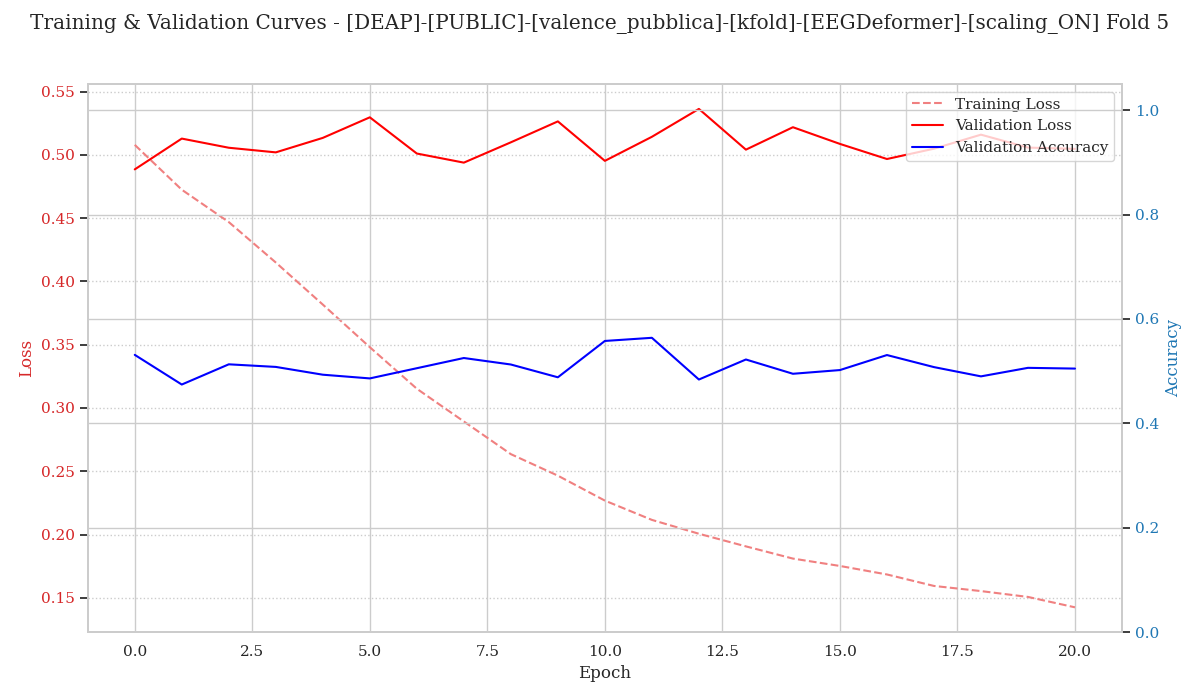 Training & Validation Curves - [DEAP]-[PUBLIC]-[valence_pubblica]-[kfold]-[EEGDeformer]-[scaling_ON] Fold 5
0.55
0.50
0.45
0.40
0.35
0.30
0.25
0.20
0.15
Loss
Training Loss
Validation Loss
Validation Accuracy
1.0
0.8
0.6
0.4
0.2
0.0
Accuracy
0.0 2.5 5.0 7.5 10.0 12.5 15.0 17.5 20.0
Epoch